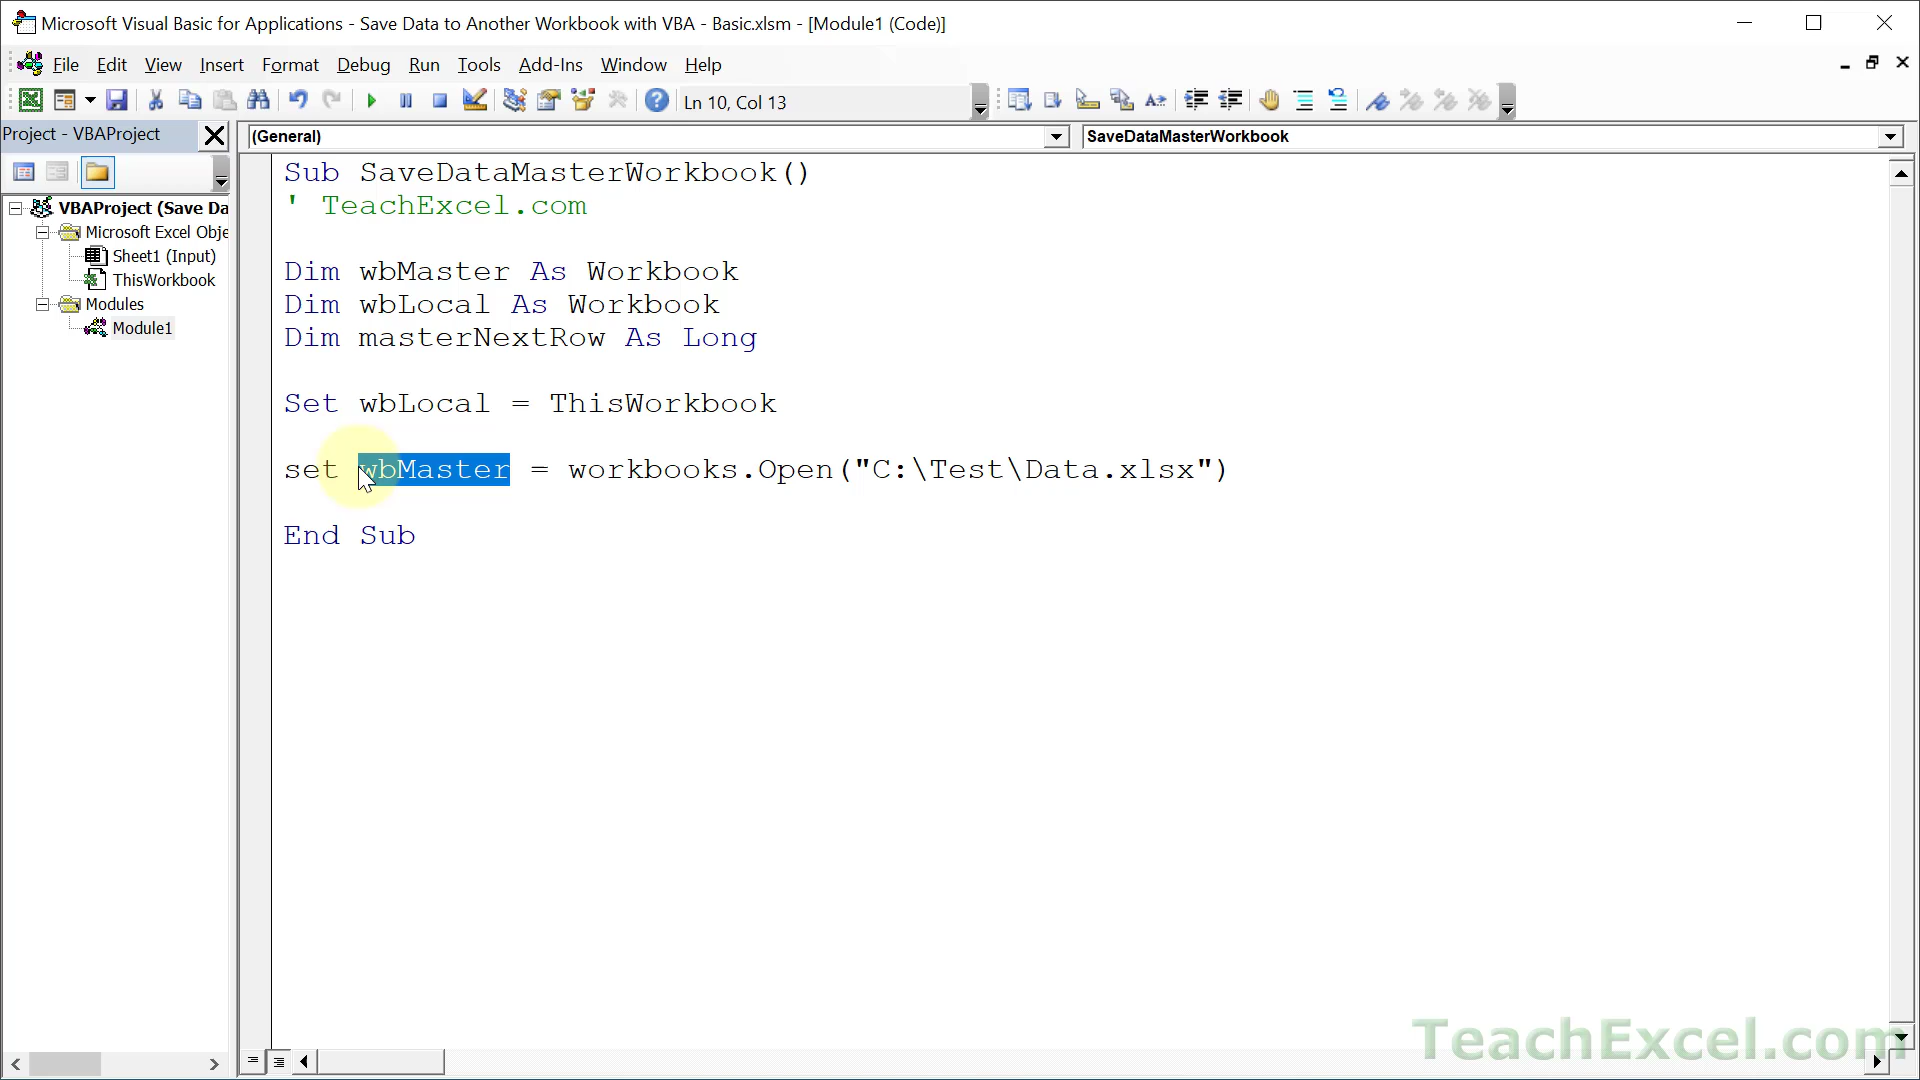 Microsoft Visual Basic for Applications - Save Data to Another Workbook with VBA - Basic.xlsm - [Module1 (Code)]
File Edit View Insert Format Debug Run Tools Add-Ins Window Help
Ln 10, Col 13
Project - VBAProject
(General)
SaveDataMasterWorkbook
VBAProject (Save Da
Microsoft Excel Obje
Sheet1 (Input)
ThisWorkbook
Modules
Module1
Sub SaveDataMasterWorkbook()
' TeachExcel.com
Dim wbMaster As Workbook
Dim wbLocal As Workbook
Dim masterNextRow As Long
Set wbLocal = ThisWorkbook
set wbMaster = workbooks.Open("C:\Test\Data.xlsx")
End Sub
TeachExcel.com